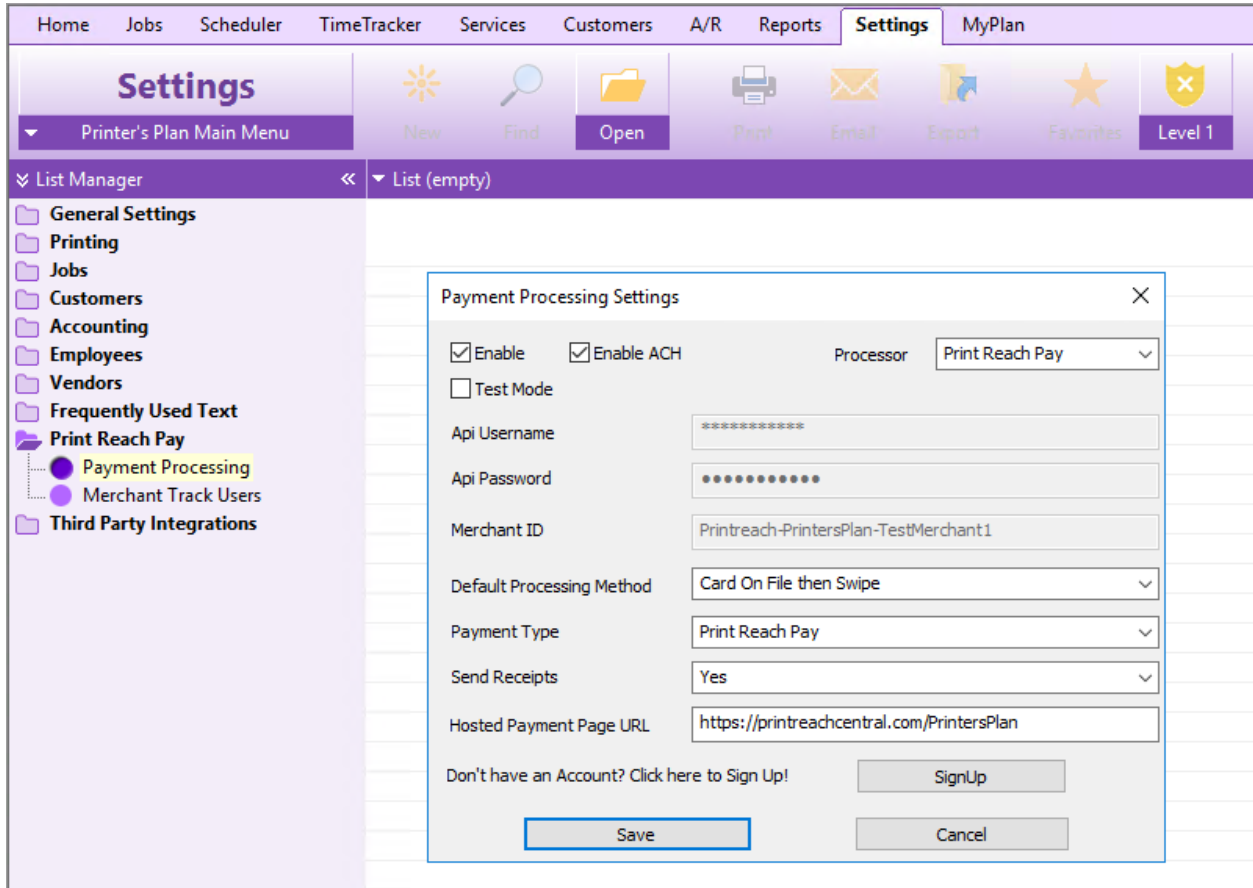 Home Jobs Scheduler TimeTracker Services Customers A/R Reports Settings MyPlan
Settings
Printer's Plan Main Menu
New Find Open Print Email Export Favorites Level 1
List Manager
List (empty)
General Settings
Printing
Jobs
Customers
Accounting
Employees
Vendors
Frequently Used Text
Print Reach Pay
Payment Processing
Merchant Track Users
Third Party Integrations
Payment Processing Settings
Enable Enable ACH Processor Print Reach Pay
Test Mode
Api Username ***********
Api Password ●●●●●●●●●●●
Merchant ID Printreach-PrintersPlan-TestMerchant1
Default Processing Method Card On File then Swipe
Payment Type Print Reach Pay
Send Receipts Yes
Hosted Payment Page URL https://printreachcentral.com/PrintersPlan
Don't have an Account? Click here to Sign Up! SignUp
Save Cancel